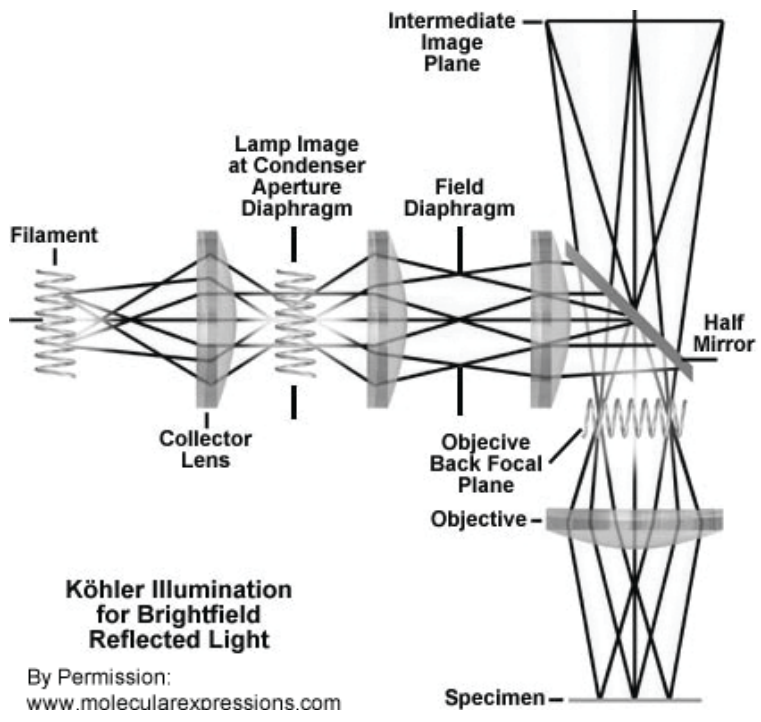 Intermediate
Image
Plane
Lamp Image
at Condenser
Aperture
Diaphragm
Field
Diaphragm
Filament
Half
Mirror
Collector
Lens
Objecive
Back Focal
Plane
Objective
Köhler Illumination
for Brightfield
Reflected Light
By Permission:
www.molecularexpressions.com
Specimen